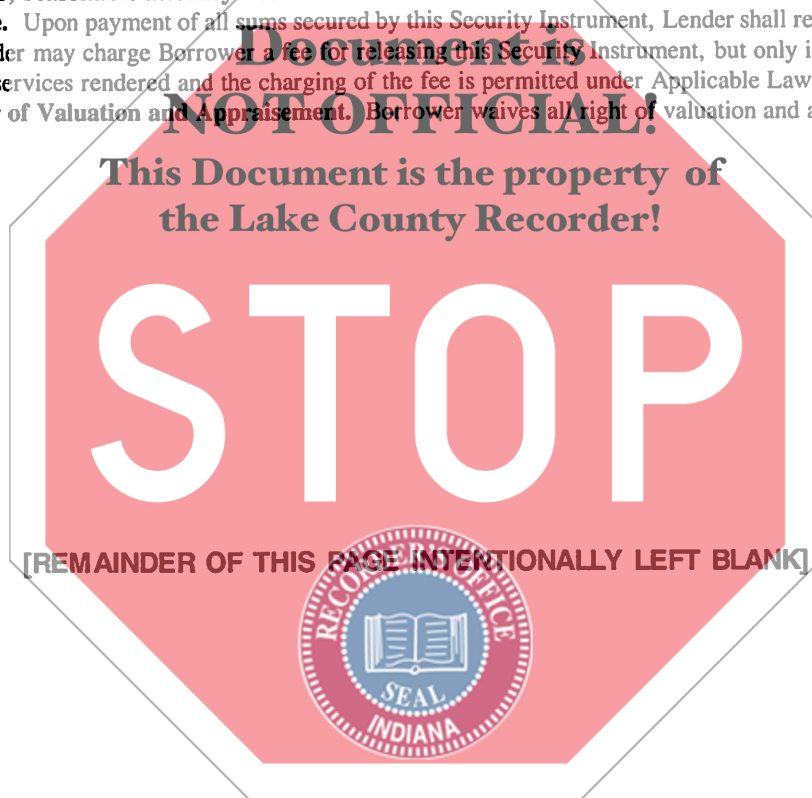 e. Upon payment of all sums secured by this Security Instrument, Lender shall re
der may charge Borrower a fee for releasing this Security Instrument, but only i
services rendered and the charging of the fee is permitted under Applicable Law
of Valuation and Appraisement. Borrower waives all right of valuation and a
Document is
NOT OFFICIAL!
This Document is the property of
the Lake County Recorder!
STOP
[REMAINDER OF THIS PAGE INTENTIONALLY LEFT BLANK]
RECORDER'S OFFICE
SEAL
INDIANA